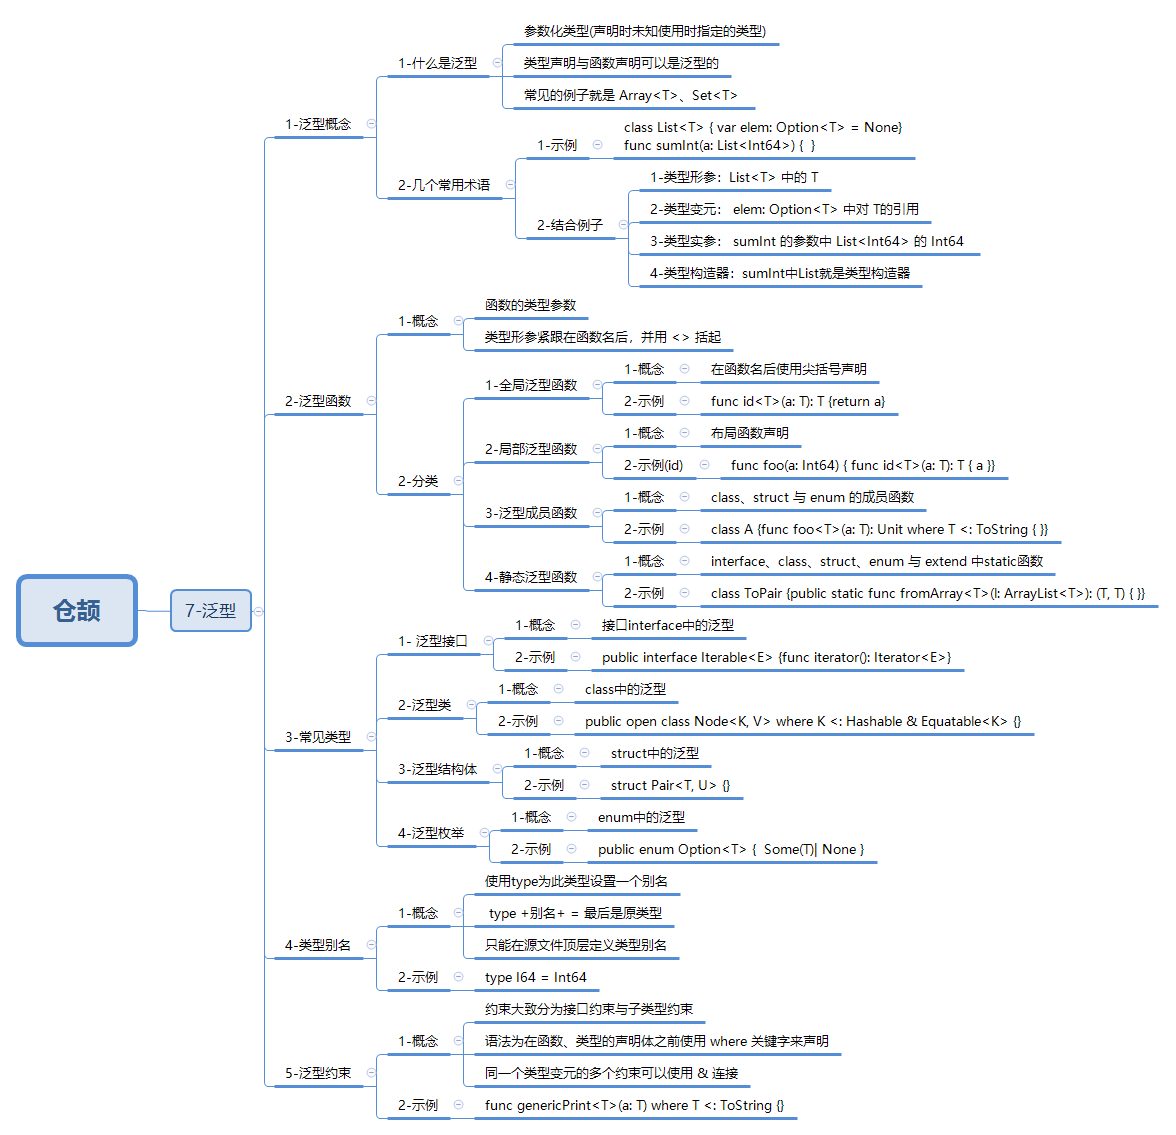 仓颉
7-泛型
1-泛型概念
1-什么是泛型
参数化类型(声明时未知使用时指定的类型)
类型声明与函数声明可以是泛型的
常见的例子就是 Array<T>、Set<T>
2-几个常用术语
1-示例
class List<T> { var elem: Option<T> = None}
func sumInt(a: List<Int64>) {  }
2-结合例子
1-类型形参：List<T> 中的 T
2-类型变元： elem: Option<T> 中对 T的引用
3-类型实参： sumInt 的参数中 List<Int64> 的 Int64
4-类型构造器：sumInt中List就是类型构造器
2-泛型函数
1-概念
函数的类型参数
类型形参紧跟在函数名后，并用 <> 括起
2-分类
1-全局泛型函数
1-概念
在函数名后使用尖括号声明
2-示例
func id<T>(a: T): T {return a}
2-局部泛型函数
1-概念
布局函数声明
2-示例(id)
func foo(a: Int64) { func id<T>(a: T): T { a }}
3-泛型成员函数
1-概念
class、struct 与 enum 的成员函数
2-示例
class A {func foo<T>(a: T): Unit where T <: ToString { }}
4-静态泛型函数
1-概念
interface、class、struct、enum 与 extend 中static函数
2-示例
class ToPair {public static func fromArray<T>(l: ArrayList<T>): (T, T) { }}
3-常见类型
1- 泛型接口
1-概念
接口interface中的泛型
2-示例
public interface Iterable<E> {func iterator(): Iterator<E>}
2-泛型类
1-概念
class中的泛型
2-示例
public open class Node<K, V> where K <: Hashable & Equatable<K> {}
3-泛型结构体
1-概念
struct中的泛型
2-示例
struct Pair<T, U> {}
4-泛型枚举
1-概念
enum中的泛型
2-示例
public enum Option<T> {  Some(T)| None }
4-类型别名
1-概念
使用type为此类型设置一个别名
type +别名+ = 最后是原类型
只能在源文件顶层定义类型别名
2-示例
type I64 = Int64
5-泛型约束
1-概念
约束大致分为接口约束与子类型约束
语法为在函数、类型的声明体之前使用 where 关键字来声明
同一个类型变元的多个约束可以使用 & 连接
2-示例
func genericPrint<T>(a: T) where T <: ToString {}